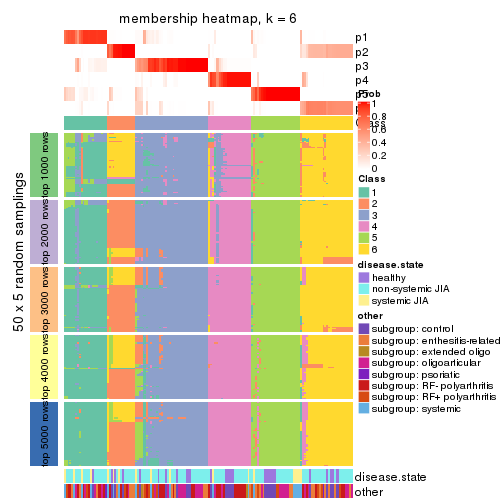 membership heatmap, k = 6
p1
p2
p3
p4
Prob
1
0.8
0.6
0.4
0.2
0
Class
1
2
3
4
5
6
disease.state
healthy
non-systemic JIA
systemic JIA
other
subgroup: control
subgroup: enthesitis-related
subgroup: extended oligo
subgroup: oligoarticular
subgroup: psoriatic
subgroup: RF- polyarthritis
subgroup: RF+ polyarthritis
subgroup: systemic
50 x 5 random samplings
top 1000 rows
top 2000 rows
top 3000 rows
top 4000 rows
top 5000 rows
disease.state
other